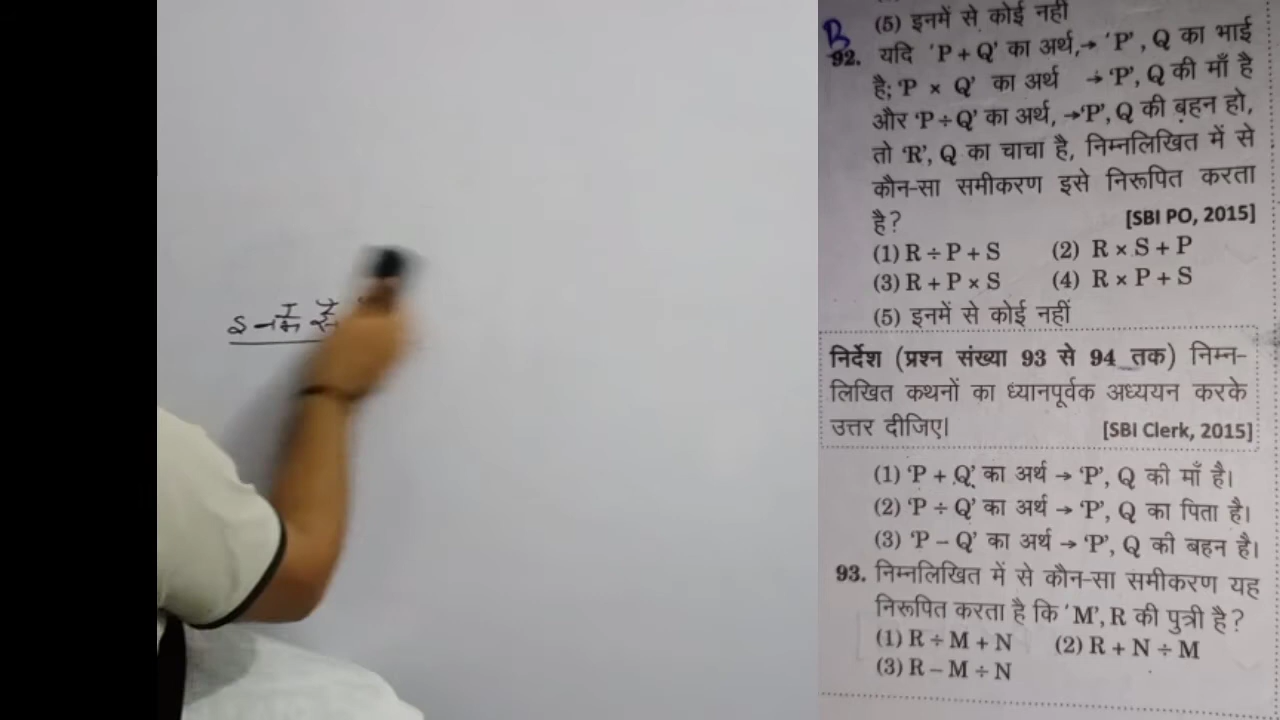 (5) इनमें से कोई नहीं
B
92. यदि 'P + Q' का अर्थ,→ 'P', Q का भाई
है; 'P × Q' का अर्थ → 'P', Q की माँ है
और 'P ÷ Q' का अर्थ, → 'P', Q की बहन हो,
तो 'R', Q का चाचा है, निम्नलिखित में से
कौन-सा समीकरण इसे निरूपित करता
है? [SBI PO, 2015]
(1) R ÷ P + S (2) R × S + P
(3) R + P × S (4) R × P + S
(5) इनमें से कोई नहीं
निर्देश (प्रश्न संख्या 93 से 94 तक) निम्न-
लिखित कथनों का ध्यानपूर्वक अध्ययन करके
उत्तर दीजिए। [SBI Clerk, 2015]
(1) 'P + Q' का अर्थ → 'P', Q की माँ है।
(2) 'P ÷ Q' का अर्थ → 'P', Q का पिता है।
(3) 'P − Q' का अर्थ → 'P', Q की बहन है।
93. निम्नलिखित में से कौन-सा समीकरण यह
निरूपित करता है कि 'M', R की पुत्री है?
(1) R ÷ M + N (2) R + N ÷ M
(3) R − M ÷ N